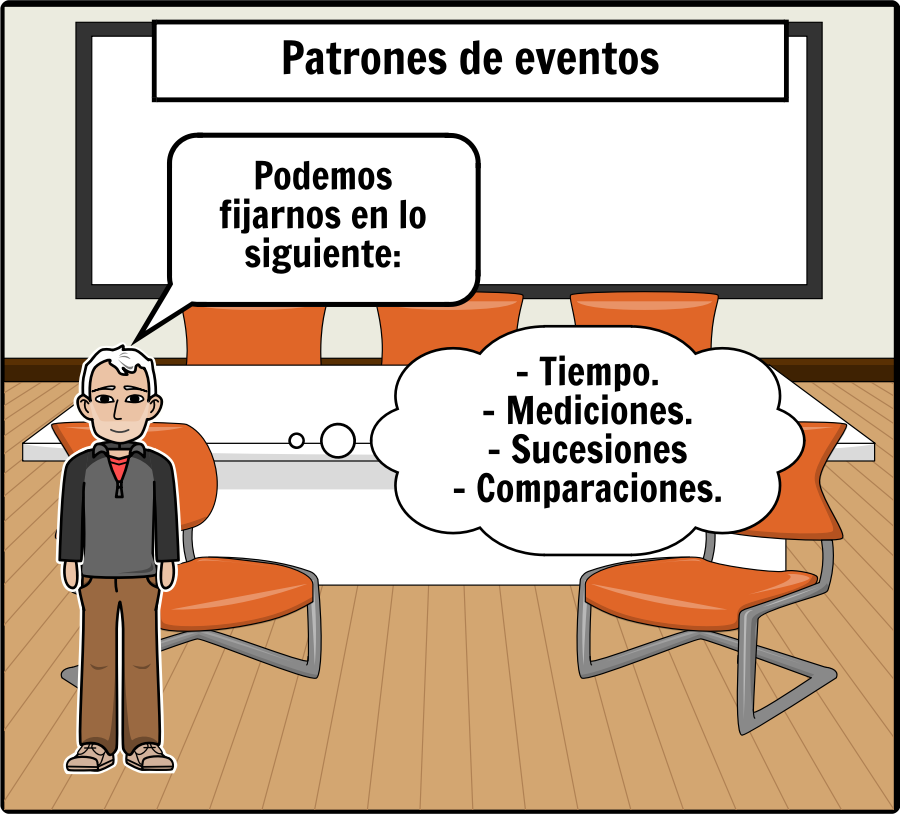 Patrones de eventos
Podemos
fijarnos en lo
siguiente:
- Tiempo.
- Mediciones.
- Sucesiones
- Comparaciones.